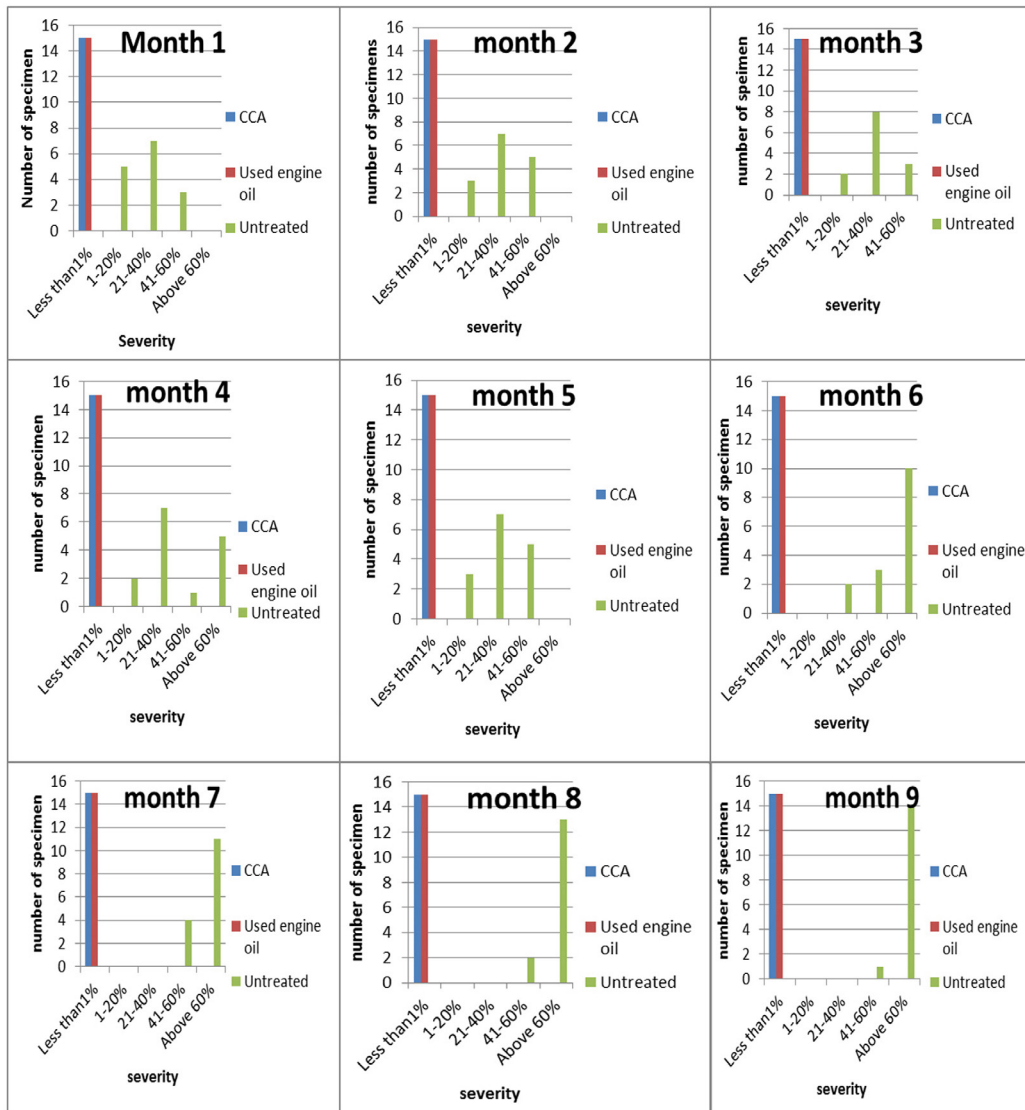 Month 1
Number of specimen
16
14
12
10
8
6
4
2
0
Less than1%
1-20%
21-40%
41-60%
Above 60%
Severity
CCA
Used engine
oil
Untreated
month 2
number of specimens
16
14
12
10
8
6
4
2
0
Less than1%
1-20%
21-40%
41-60%
Above 60%
severity
CCA
Used engine
oil
Untreated
month 3
number of speimen
16
14
12
10
8
6
4
2
0
Less than1%
1-20%
21-40%
41-60%
severity
CCA
Used
engine oil
Untreated
month 4
number of specimen
16
14
12
10
8
6
4
2
0
Less than1%
1-20%
21-40%
41-60%
Above 60%
severity
CCA
Used
engine oil
Untreated
month 5
number of specimen
16
14
12
10
8
6
4
2
0
Less than1%
1-20%
21-40%
41-60%
Above 60%
severity
CCA
Used engine
oil
Untreated
month 6
number of specimen
16
14
12
10
8
6
4
2
0
Less than1%
1-20%
21-40%
41-60%
Above 60%
severity
CCA
Used engine
oil
Untreated
month 7
number of specimen
16
14
12
10
8
6
4
2
0
Less than1%
1-20%
21-40%
41-60%
Above 60%
severity
CCA
Used engine
oil
Untreated
month 8
number of specimen
16
14
12
10
8
6
4
2
0
Less than1%
1-20%
21-40%
41-60%
Above 60%
severity
CCA
Used engine
oil
Untreated
month 9
number of specimen
16
14
12
10
8
6
4
2
0
Less than1%
1-20%
21-40%
41-60%
Above 60%
severity
CCA
Used engine
oil
Untreated